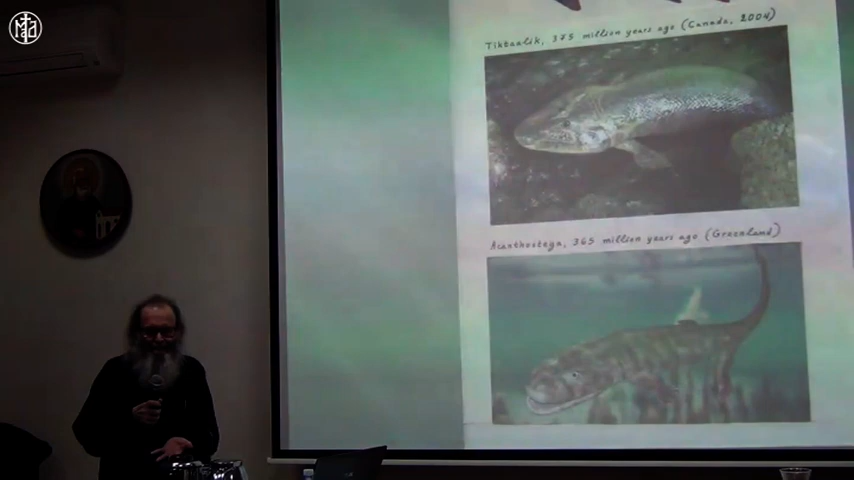 Tiktaalik, 375 million years ago (Canada, 2004)
Acanthostega, 365 million years ago (Greenland)